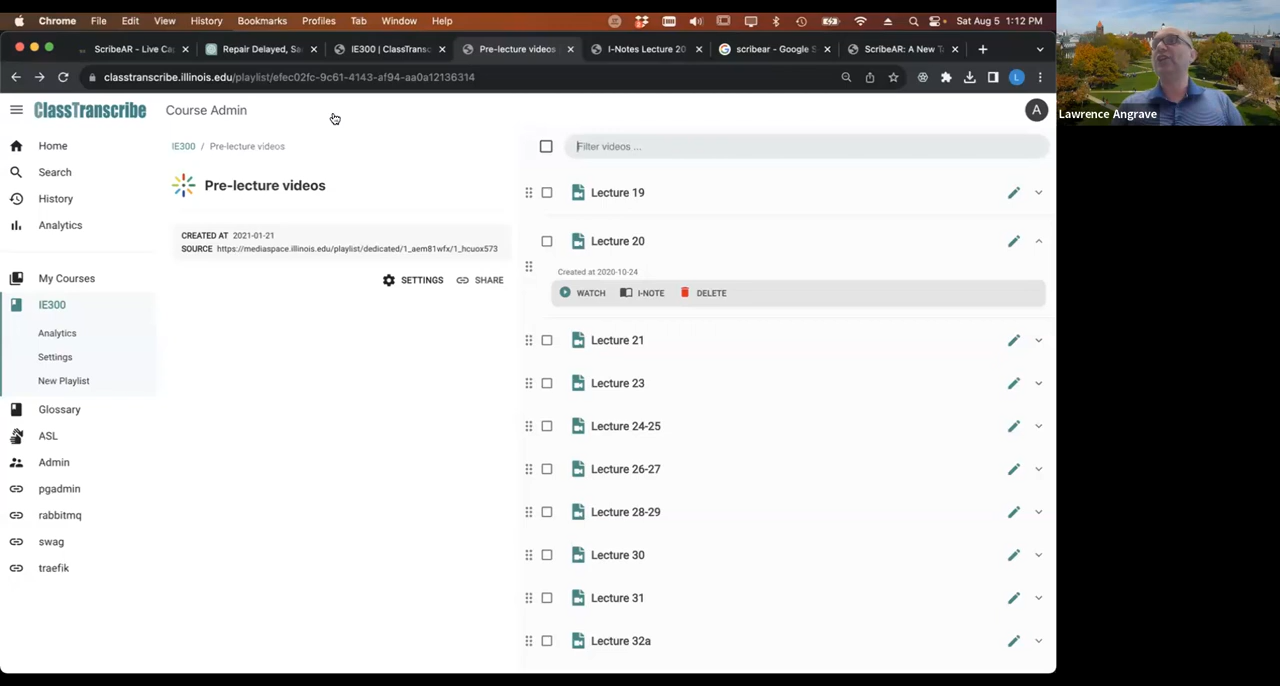 Chrome File Edit View History Bookmarks Profiles Tab Window Help Sat Aug 5 1:12 PM
ScribeAR - Live Ca Repair Delayed, Sa IE300 | ClassTransc Pre-lecture videos I-Notes Lecture 20 scribear - Google S ScribeAR: A New T
classtranscribe.illinois.edu/playlist/efec02fc-9c61-4143-af94-aa0a12136314
ClassTranscribe Course Admin A
Lawrence Angrave
Home
Search
History
Analytics
My Courses
IE300
Analytics
Settings
New Playlist
Glossary
ASL
Admin
pgadmin
rabbitmq
swag
traefik
IE300 / Pre-lecture videos
Pre-lecture videos
CREATED AT 2021-01-21
SOURCE https://mediaspace.illinois.edu/playlist/dedicated/1_aem81wfx/1_hcuox573
SETTINGS SHARE
Filter videos ...
Lecture 19
Lecture 20
Created at 2020-10-24
WATCH I-NOTE DELETE
Lecture 21
Lecture 23
Lecture 24-25
Lecture 26-27
Lecture 28-29
Lecture 30
Lecture 31
Lecture 32a